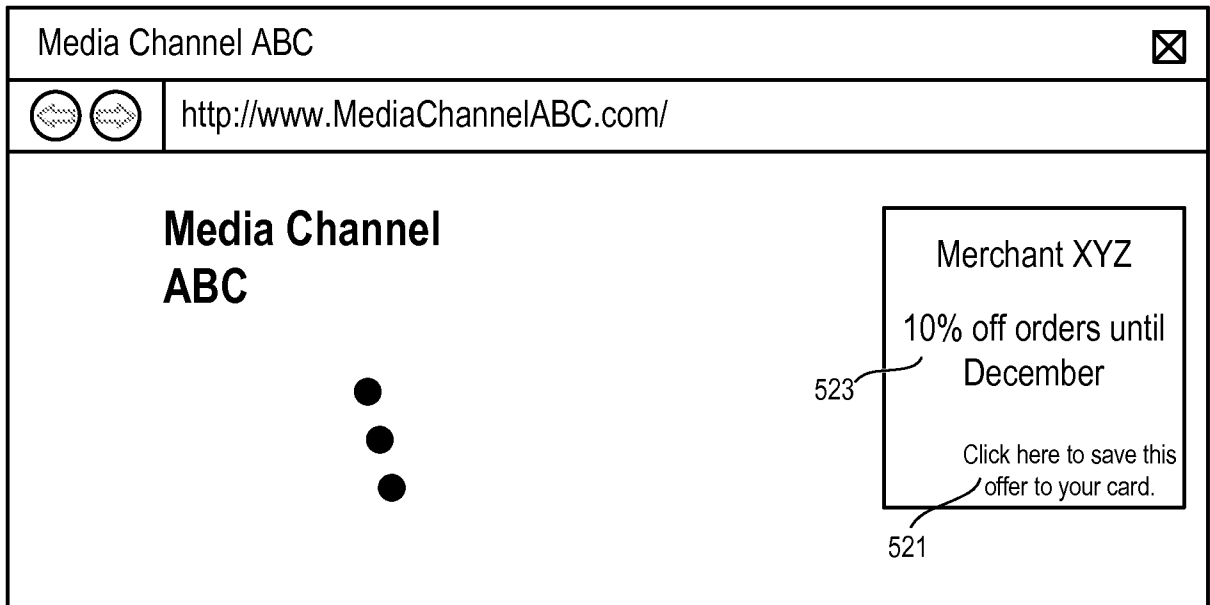 Media Channel ABC
http://www.MediaChannelABC.com/
Media Channel
ABC
Merchant XYZ
10% off orders until
December
523
Click here to save this
offer to your card.
521